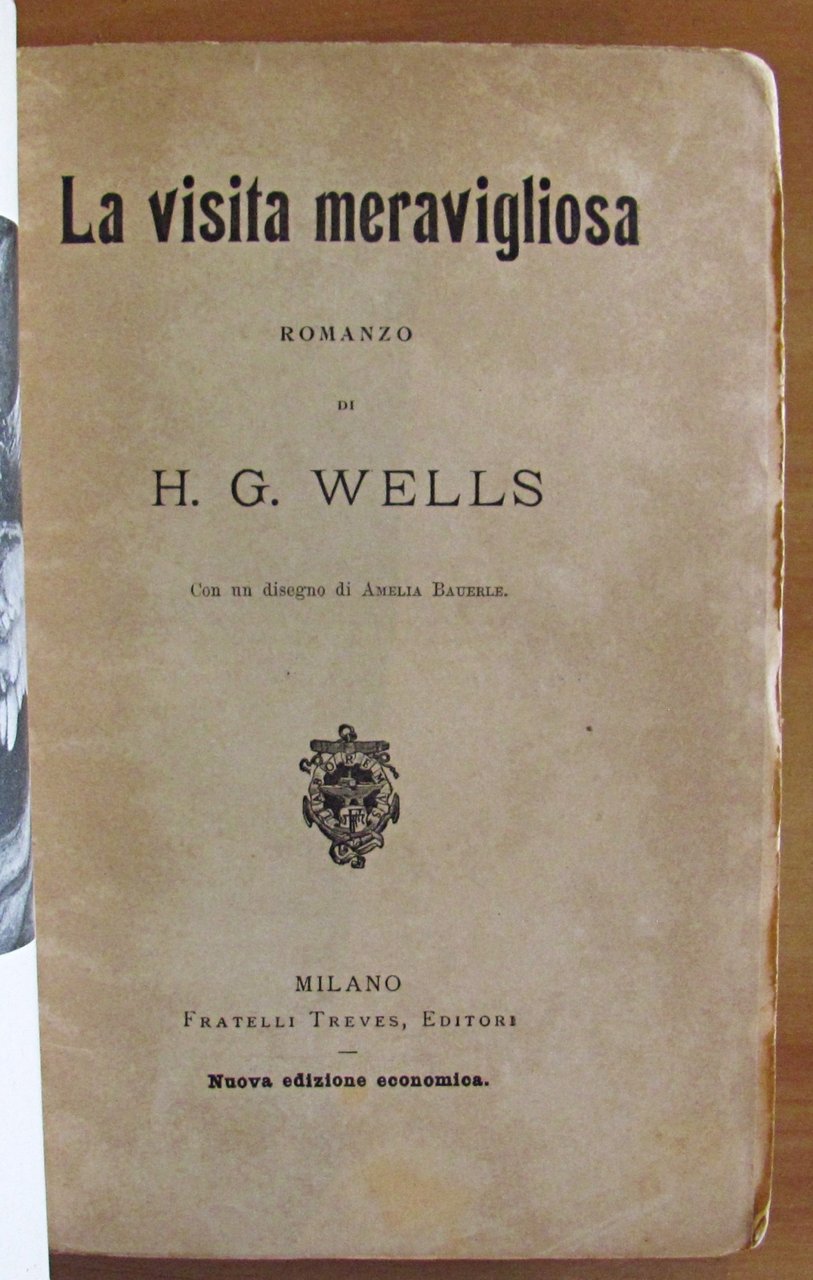 La visita meravigliosa
ROMANZO
DI
H. G. WELLS
Con un disegno di AMELIA BAUERLE.
LABOREMVS
MILANO
FRATELLI TREVES, EDITORI
Nuova edizione economica.